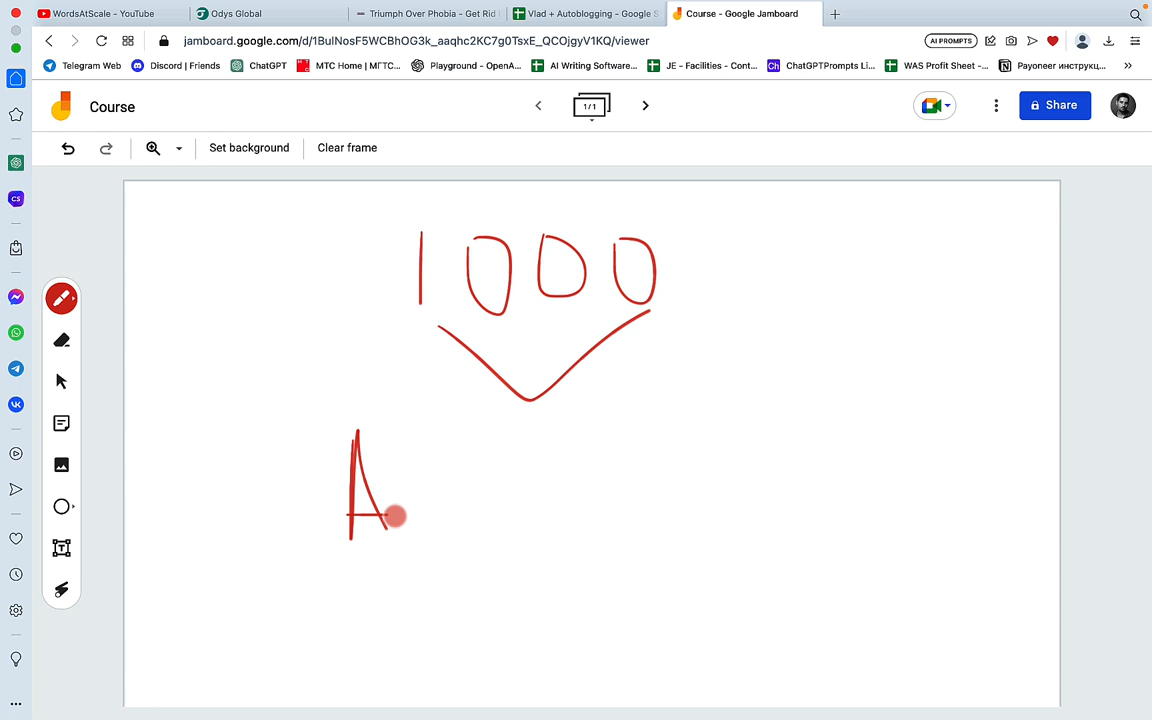 WordsAtScale - YouTube
Odys Global
Triumph Over Phobia - Get Rid
Vlad + Autoblogging - Google S
Course - Google Jamboard
jamboard.google.com/d/1BulNosF5WCBhOG3k_aaqhc2KC7g0TsxE_QCOjgyV1KQ/viewer
AI PROMPTS
Telegram Web
Discord | Friends
ChatGPT
MTC Home | МГТС...
Playground - OpenA...
AI Writing Software...
JE - Facilities - Cont...
ChatGPTPrompts Li...
WAS Profit Sheet -...
Payoneer инструкц...
Course
1/1
Share
Set background
Clear frame
1000
A